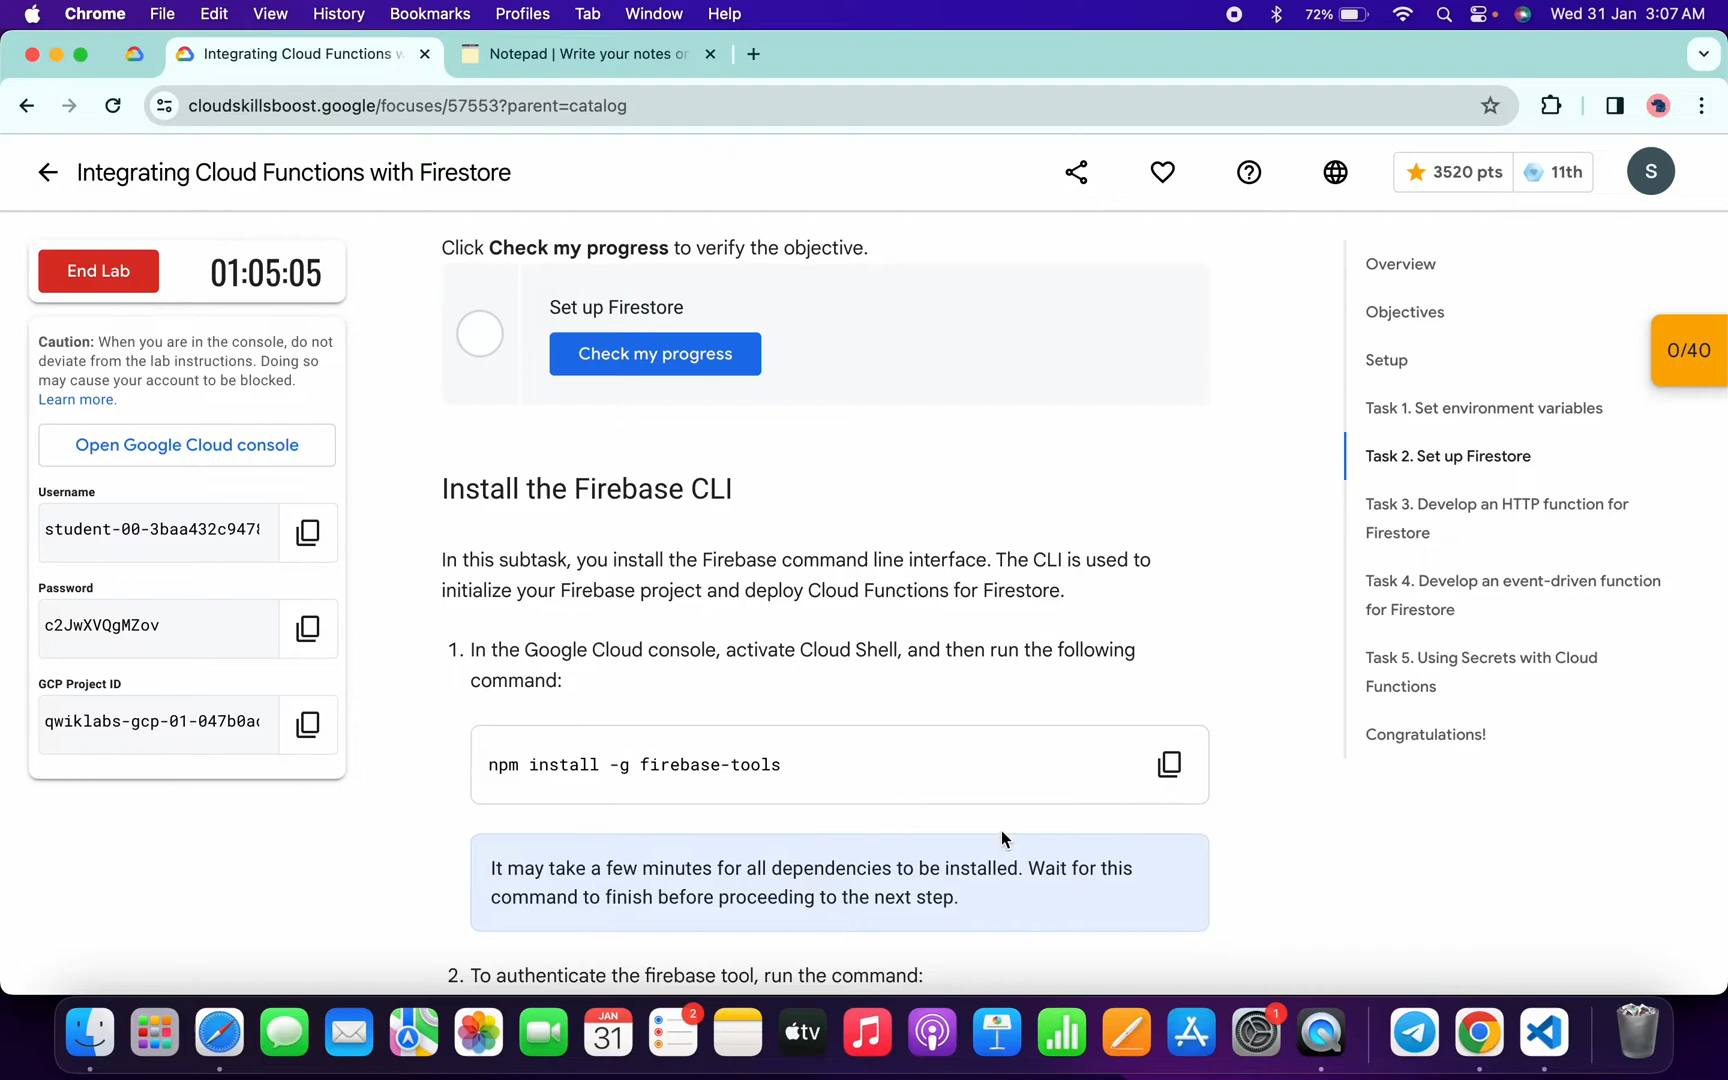 Chrome File Edit View History Bookmarks Profiles Tab Window Help
72% Wed 31 Jan 3:07 AM
Integrating Cloud Functions w
Notepad | Write your notes or
cloudskillsboost.google/focuses/57553?parent=catalog
Integrating Cloud Functions with Firestore
3520 pts
11th
S
End Lab
01:05:05
Caution: When you are in the console, do not
deviate from the lab instructions. Doing so
may cause your account to be blocked.
Learn more.
Open Google Cloud console
Username
student-00-3baa432c9478
Password
c2JwXVQgMZov
GCP Project ID
qwiklabs-gcp-01-047b0ac
Click Check my progress to verify the objective.
Set up Firestore
Check my progress
Install the Firebase CLI
In this subtask, you install the Firebase command line interface. The CLI is used to
initialize your Firebase project and deploy Cloud Functions for Firestore.
1. In the Google Cloud console, activate Cloud Shell, and then run the following
command:
npm install -g firebase-tools
It may take a few minutes for all dependencies to be installed. Wait for this
command to finish before proceeding to the next step.
2. To authenticate the firebase tool, run the command:
Overview
Objectives
Setup
Task 1. Set environment variables
Task 2. Set up Firestore
Task 3. Develop an HTTP function for
Firestore
Task 4. Develop an event-driven function
for Firestore
Task 5. Using Secrets with Cloud
Functions
Congratulations!
0/40
JAN
31
2
tv
1